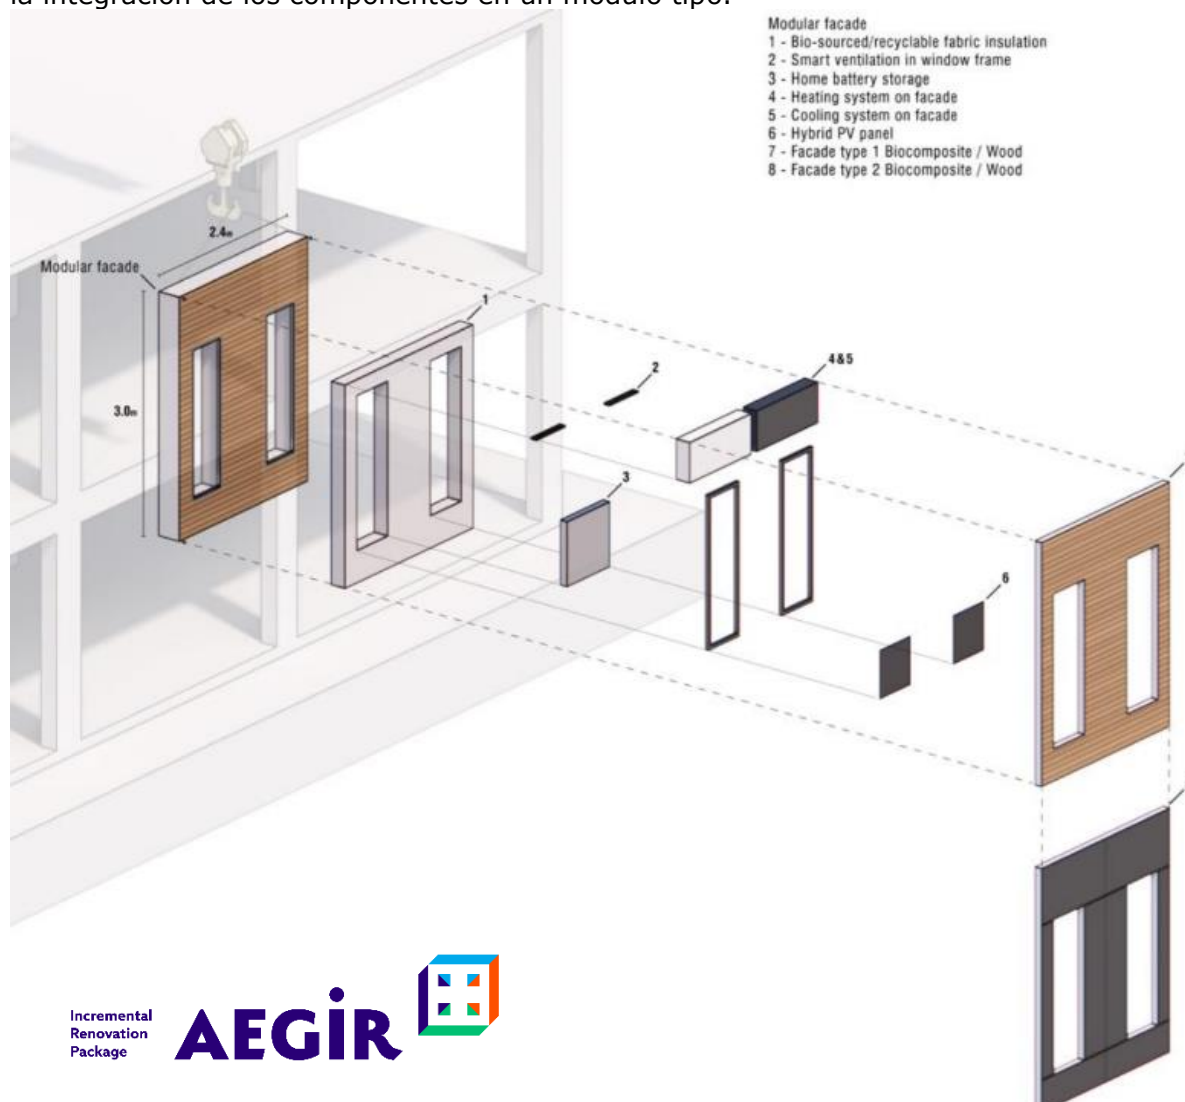 la integración de los componentes en un módulo tipo.
Modular facade
1 - Bio-sourced/recyclable fabric insulation
2 - Smart ventilation in window frame
3 - Home battery storage
4 - Heating system on facade
5 - Cooling system on facade
6 - Hybrid PV panel
7 - Facade type 1 Biocomposite / Wood
8 - Facade type 2 Biocomposite / Wood
2.4m
Modular facade
1
2
4&5
3.0m
3
6
Incremental
Renovation
Package
AEGIR